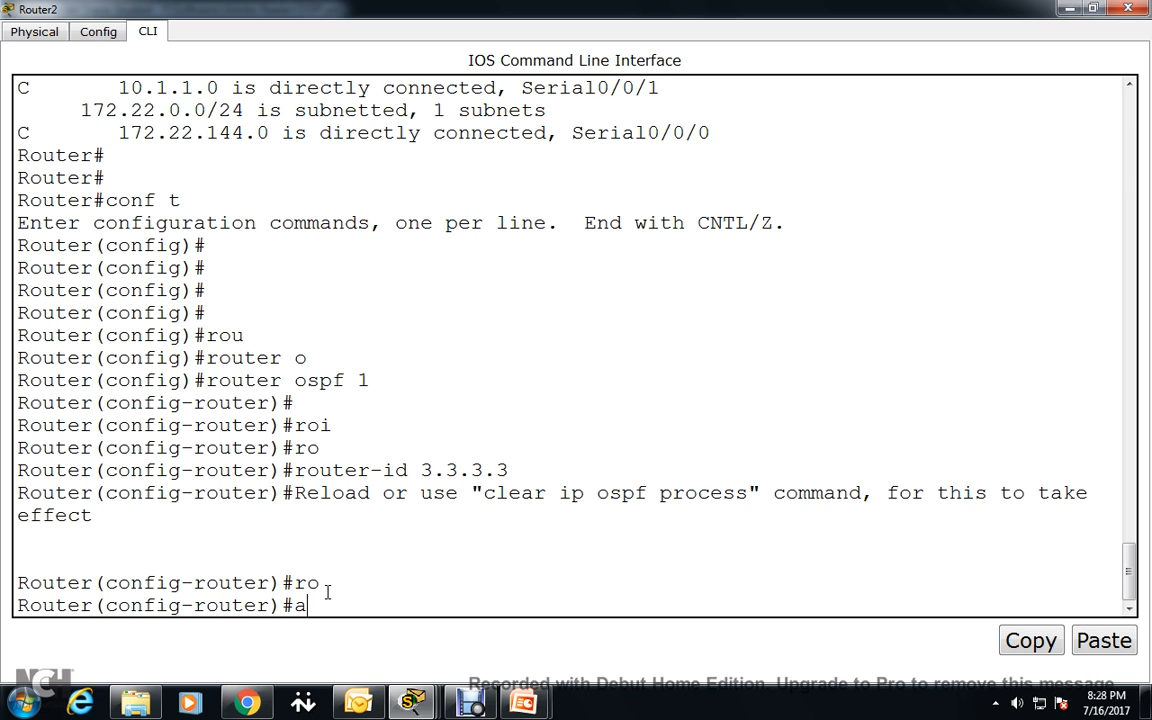 Router2
Physical Config CLI
IOS Command Line Interface
C 10.1.1.0 is directly connected, Serial0/0/1
172.22.0.0/24 is subnetted, 1 subnets
C 172.22.144.0 is directly connected, Serial0/0/0
Router#
Router#
Router#conf t
Enter configuration commands, one per line. End with CNTL/Z.
Router(config)#
Router(config)#
Router(config)#
Router(config)#
Router(config)#rou
Router(config)#router o
Router(config)#router ospf 1
Router(config-router)#
Router(config-router)#roi
Router(config-router)#ro
Router(config-router)#router-id 3.3.3.3
Router(config-router)#Reload or use "clear ip ospf process" command, for this to take
effect
Router(config-router)#ro
Router(config-router)#a
Copy Paste
NCH
Recorded with Debut Home Edition. Upgrade to Pro to remove this message.
8:28 PM
7/16/2017